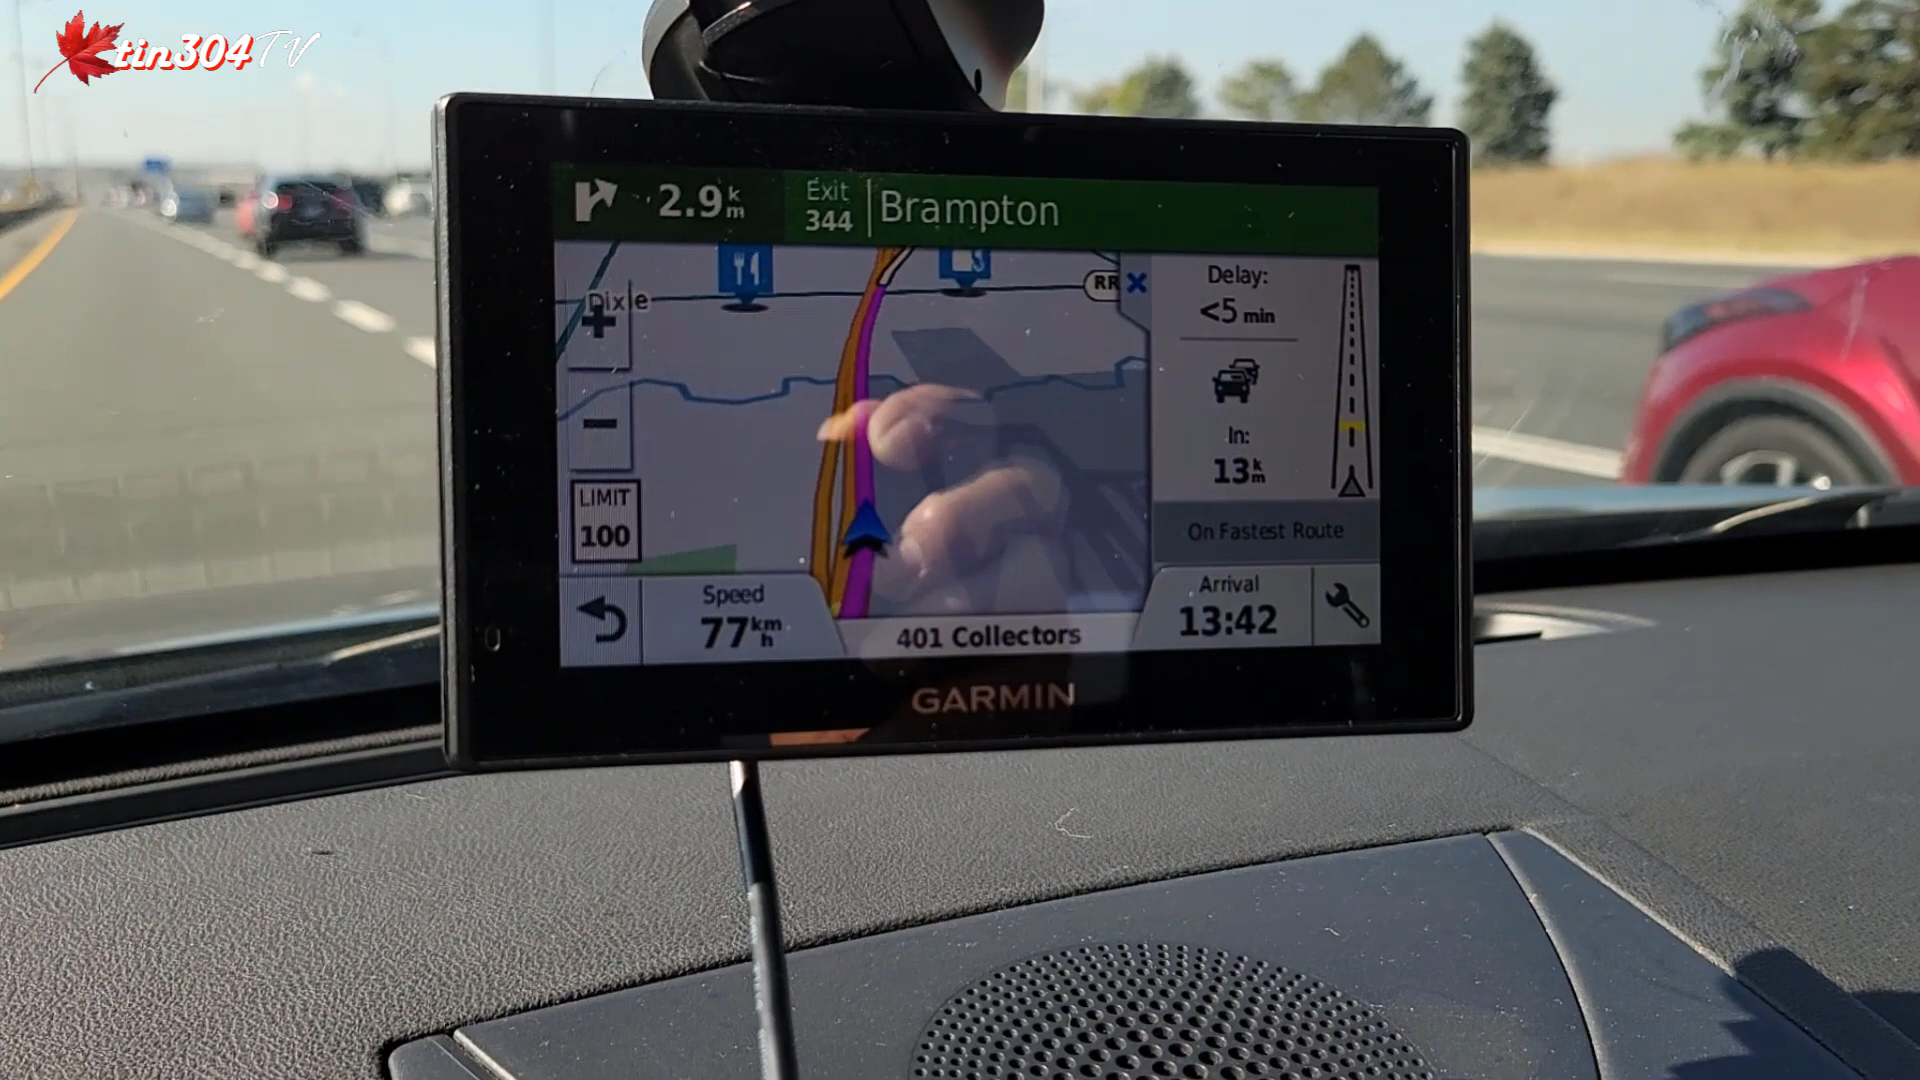 tin304TV
2.9 km
Exit 344
Brampton
Dixie
RR
Delay:
<5 min
In:
13 km
On Fastest Route
LIMIT
100
Speed
77 km/h
401 Collectors
Arrival
13:42
GARMIN